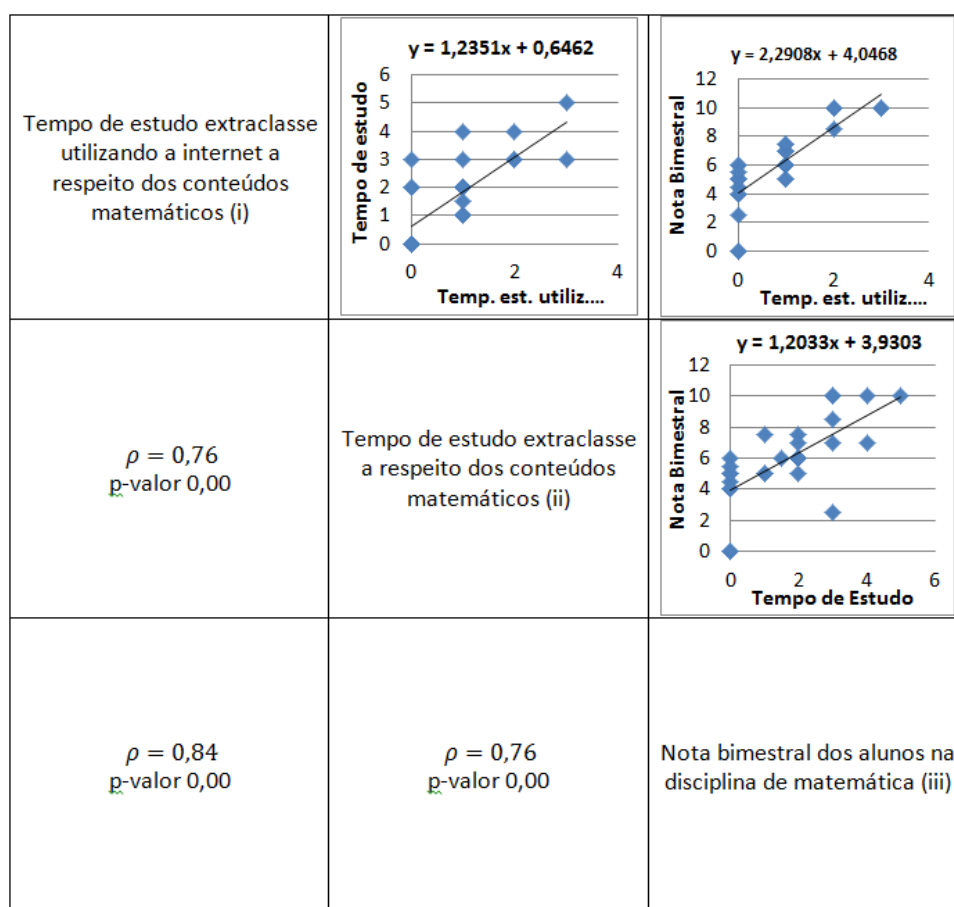 Tempo de estudo extraclasse
utilizando a internet a
respeito dos conteúdos
matemáticos (i)
y = 1,2351x + 0,6462
Tempo de estudo
6
5
4
3
2
1
0
0 2 4
Temp. est. utiliz....
y = 2,2908x + 4,0468
Nota Bimestral
12
10
8
6
4
2
0
0 2 4
Temp. est. utiliz....
ρ = 0,76
p-valor 0,00
Tempo de estudo extraclasse
a respeito dos conteúdos
matemáticos (ii)
y = 1,2033x + 3,9303
Nota Bimestral
12
10
8
6
4
2
0
0 2 4 6
Tempo de Estudo
ρ = 0,84
p-valor 0,00
ρ = 0,76
p-valor 0,00
Nota bimestral dos alunos na
disciplina de matemática (iii)